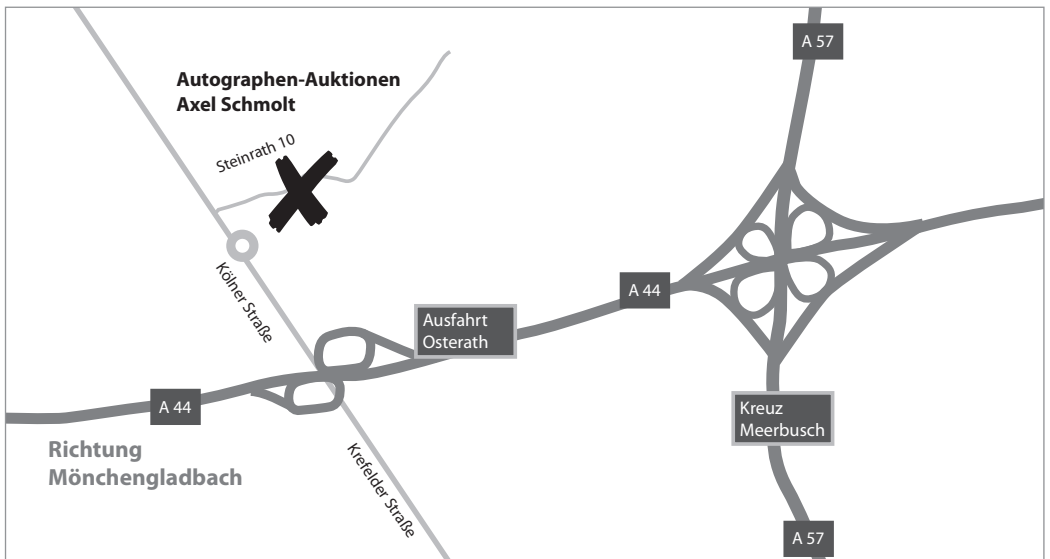 A 57
Autographen-Auktionen
Axel Schmolt
Steinrath 10
Kölner Straße
A 44
Ausfahrt
Osterath
A 44
Richtung
Mönchengladbach
Kreuz
Meerbusch
Krefelder Straße
A 57